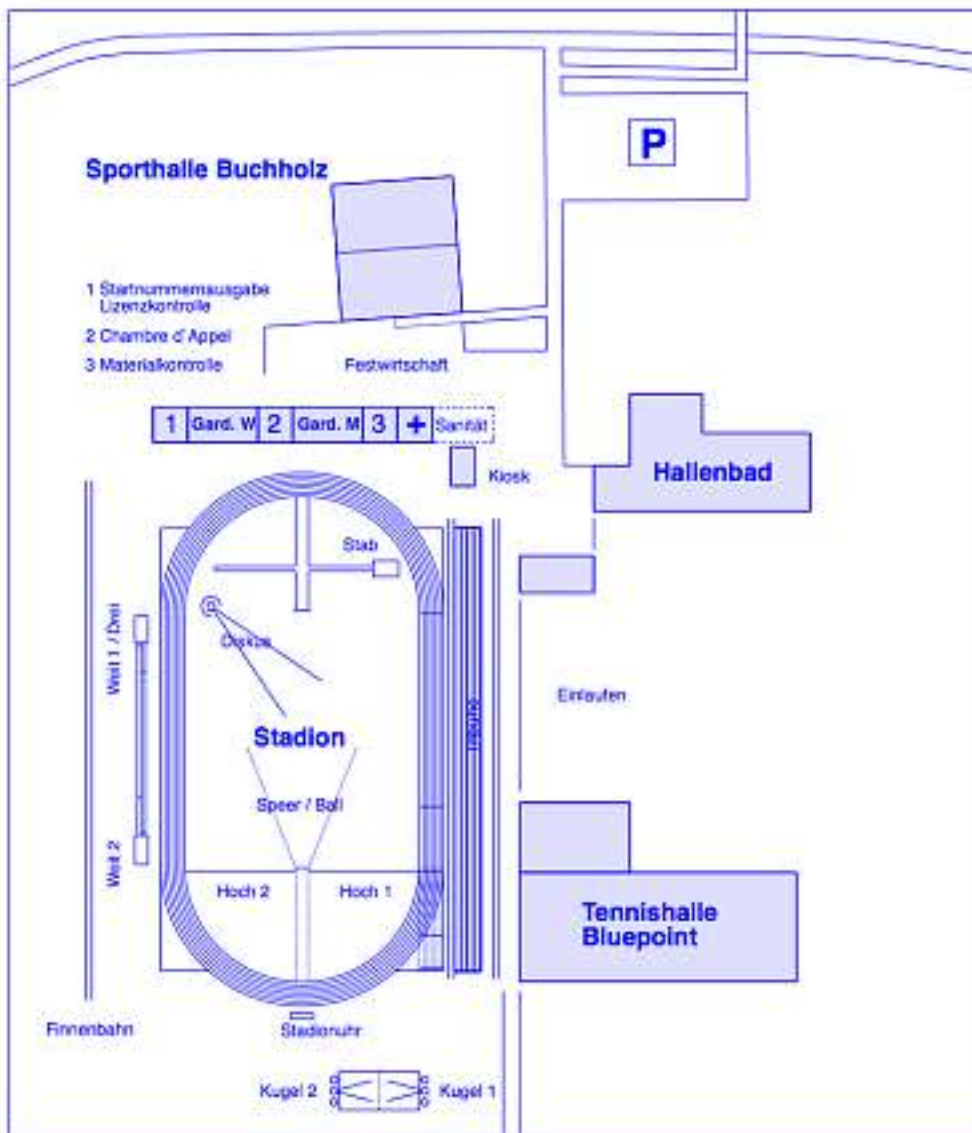 P
Sporthalle Buchholz
1 Startnummernausgabe
Lizenzkontrolle
2 Chambre d'Appel
3 Materialkontrolle
Festwirtschaft
1 Gard. W 2 Gard. M 3 + Sanität
Kiosk
Hallenbad
Stab
Diskus
Weit 1 / Drei
Einlaufen
Stadion
Speer / Ball
Weit 2
Hoch 2
Hoch 1
Tennishalle
Bluepoint
Finnenbahn
Stadionuhr
Kugel 2
Kugel 1